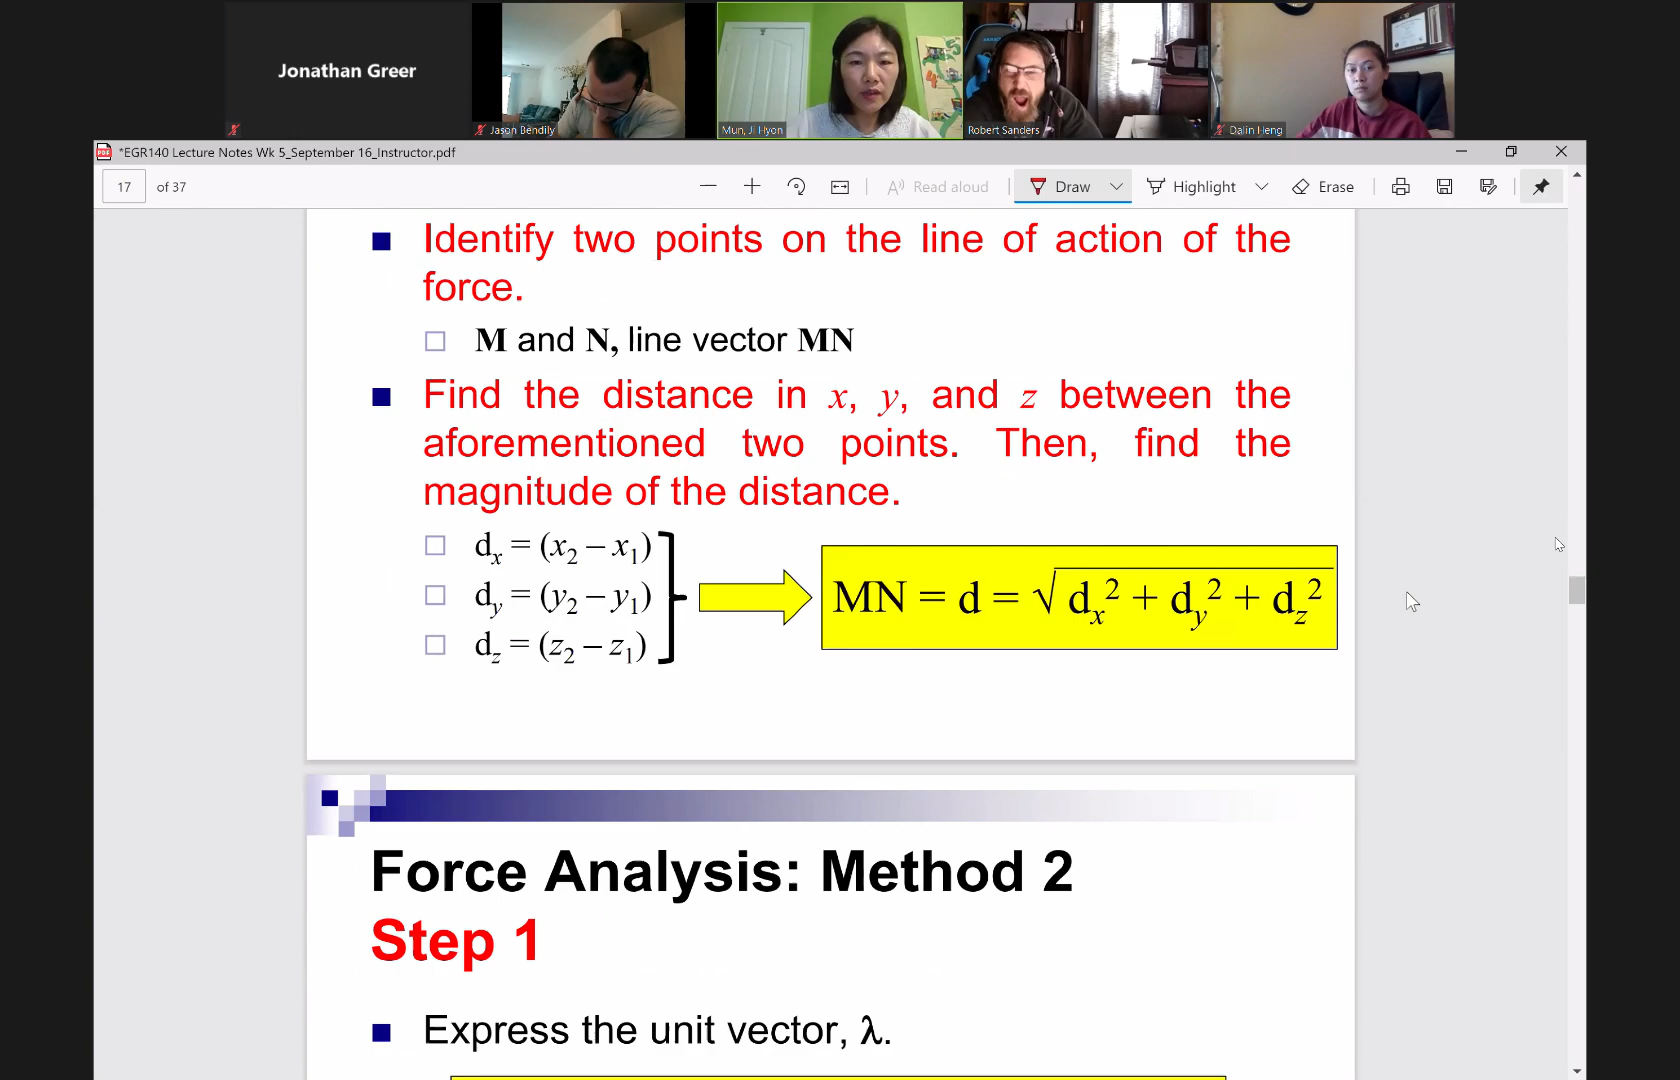 Jonathan Greer
Jason Bendily
Mun, Ji Hyon
Robert Sanders
Dalin Heng
*EGR140 Lecture Notes Wk 5_September 16_Instructor.pdf
17 of 37
Read aloud
Draw
Highlight
Erase
Identify two points on the line of action of the
force.
M and N, line vector MN
Find the distance in x, y, and z between the
aforementioned two points. Then, find the
magnitude of the distance.
dₓ = (x₂ – x₁)
d_y = (y₂ – y₁)
d_z = (z₂ – z₁)
MN = d = √dₓ² + d_y² + d_z²
Force Analysis: Method 2
Step 1
Express the unit vector, λ.